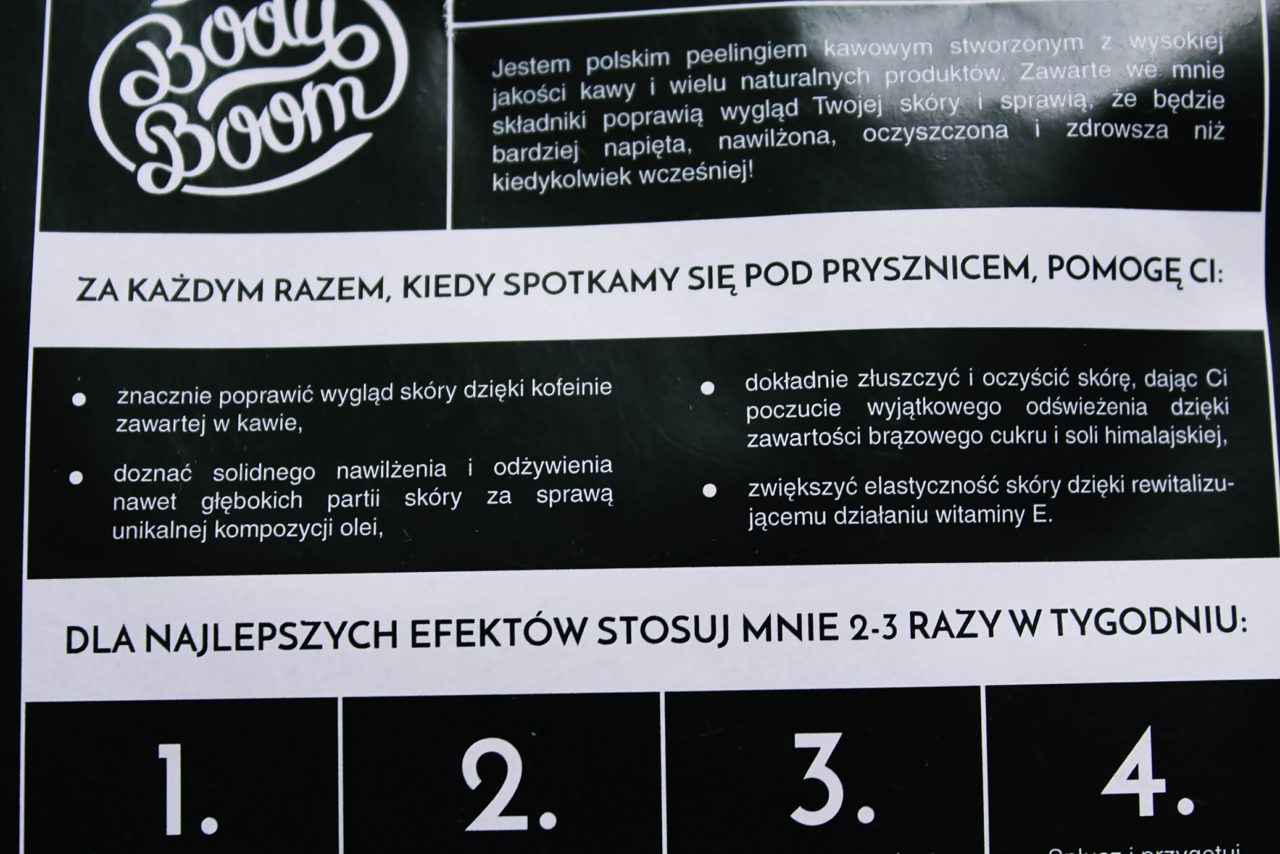 Body
Boom
Jestem polskim peelingiem kawowym stworzonym z wysokiej
jakości kawy i wielu naturalnych produktów. Zawarte we mnie
składniki poprawią wygląd Twojej skóry i sprawią, że będzie
bardziej napięta, nawilżona, oczyszczona i zdrowsza niż
kiedykolwiek wcześniej!
ZA KAŻDYM RAZEM, KIEDY SPOTKAMY SIĘ POD PRYSZNICEM, POMOGĘ CI:
• znacznie poprawić wygląd skóry dzięki kofeinie
zawartej w kawie,
• doznać solidnego nawilżenia i odżywienia
nawet głębokich partii skóry za sprawą
unikalnej kompozycji olei,
• dokładnie złuszczyć i oczyścić skórę, dając Ci
poczucie wyjątkowego odświeżenia dzięki
zawartości brązowego cukru i soli himalajskiej,
• zwiększyć elastyczność skóry dzięki rewitalizu-
jącemu działaniu witaminy E.
DLA NAJLEPSZYCH EFEKTÓW STOSUJ MNIE 2-3 RAZY W TYGODNIU:
1.
2.
3.
4.